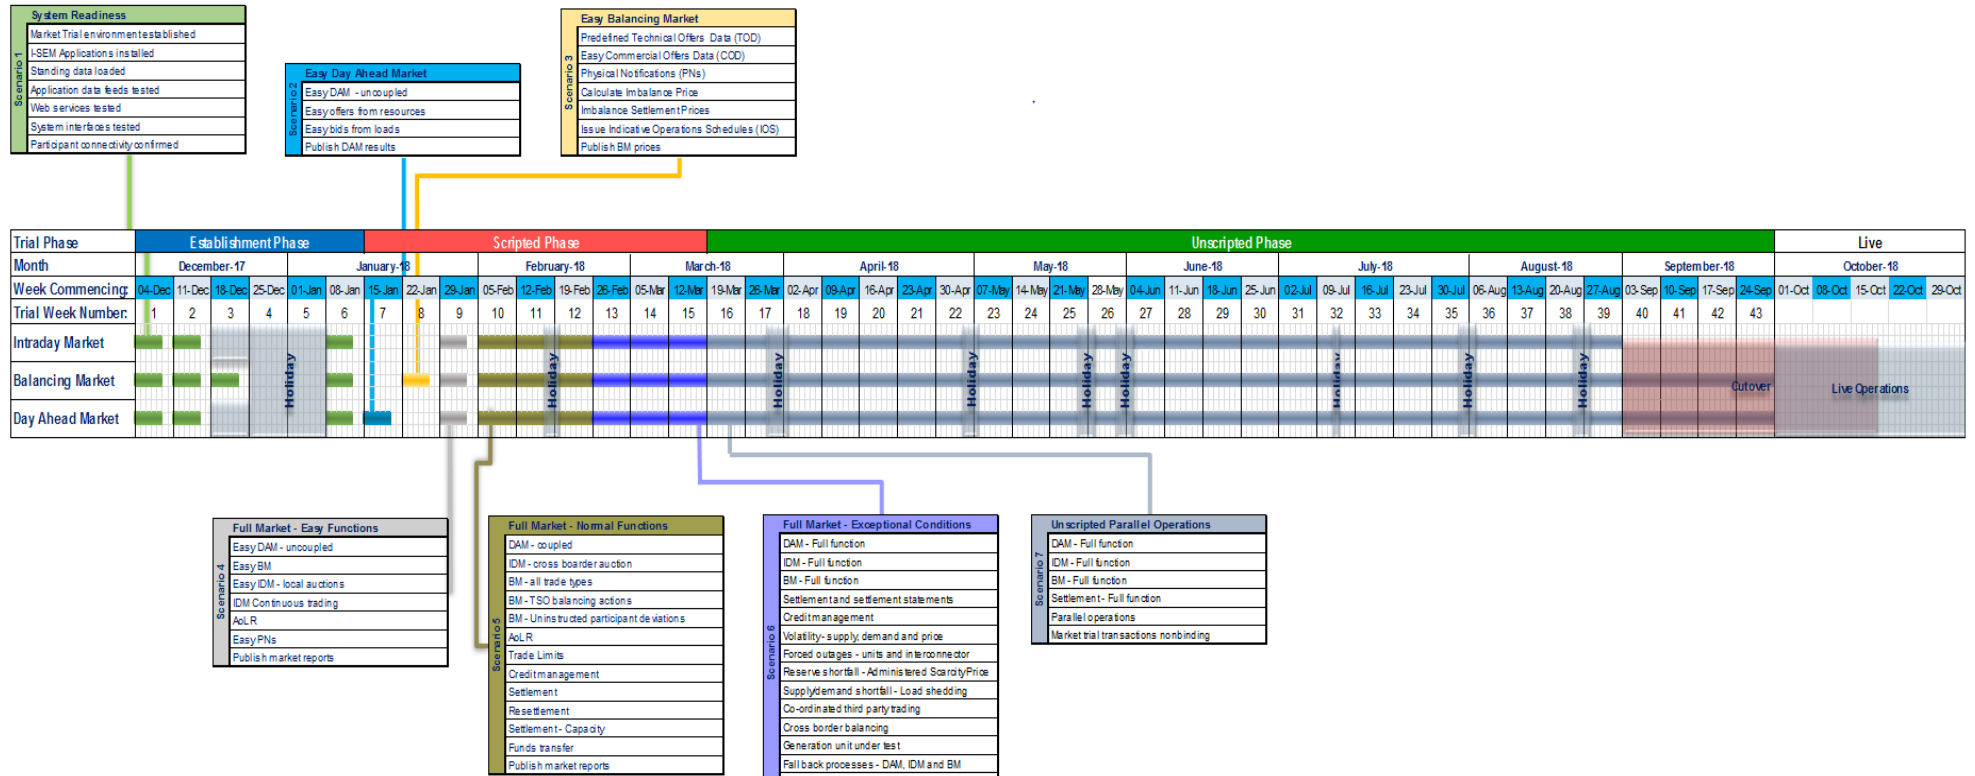 System Readiness
Scenario 1
Market Trial environment established
I-SEM Applications installed
Standing data loaded
Application data feeds tested
Web services tested
System interfaces tested
Participant connectivity confirmed
Easy Day Ahead Market
Scenario 2
Easy DAM - uncoupled
Easy offers from resources
Easy bids from loads
Publish DAM results
Easy Balancing Market
Scenario 3
Predefined Technical Offers Data (TOD)
Easy Commercial Offers Data (COD)
Physical Notifications (PNs)
Calculate Imbalance Price
Imbalance Settlement Prices
Issue Indicative Operations Schedules (IOS)
Publish BM prices
Trial Phase Establishment Phase Scripted Phase Unscripted Phase Live
Month December-17 January-18 February-18 March-18 April-18 May-18 June-18 July-18 August-18 September-18 October-18
Week Commencing: 04-Dec 11-Dec 18-Dec 25-Dec 01-Jan 08-Jan 15-Jan 22-Jan 29-Jan 05-Feb 12-Feb 19-Feb 26-Feb 05-Mar 12-Mar 19-Mar 26-Mar 02-Apr 09-Apr 16-Apr 23-Apr 30-Apr 07-May 14-May 21-May 28-May 04-Jun 11-Jun 18-Jun 25-Jun 02-Jul 09-Jul 16-Jul 23-Jul 30-Jul 06-Aug 13-Aug 20-Aug 27-Aug 03-Sep 10-Sep 17-Sep 24-Sep 01-Oct 08-Oct 15-Oct 22-Oct 29-Oct
Trial Week Number: 1 2 3 4 5 6 7 8 9 10 11 12 13 14 15 16 17 18 19 20 21 22 23 24 25 26 27 28 29 30 31 32 33 34 35 36 37 38 39 40 41 42 43
Intraday Market
Balancing Market
Day Ahead Market
Holiday
Holiday
Holiday
Holiday
Holiday
Holiday
Holiday
Holiday
Holiday
Cutover
Live Operations
Full Market - Easy Functions
Scenario 4
Easy DAM - uncoupled
Easy BM
Easy IDM - local auctions
IDM Continuous trading
AoLR
Easy PNs
Publish market reports
Full Market - Normal Functions
Scenario 5
DAM - coupled
IDM - cross boarder auction
BM - all trade types
BM - TSO balancing actions
BM - Uninstructed participant deviations
AoLR
Trade Limits
Credit management
Settlement
Resettlement
Settlement - Capacity
Funds transfer
Publish market reports
Full Market - Exceptional Conditions
Scenario 6
DAM - Full function
IDM - Full function
BM - Full function
Settlement and settlement statements
Credit management
Volatility - supply, demand and price
Forced outages - units and interconnector
Reserve shortfall - Administered Scarcity Price
Supply/demand shortfall - Load shedding
Co-ordinated third party trading
Cross border balancing
Generation unit under test
Fall back processes - DAM, IDM and BM
Unscripted Parallel Operations
Scenario 7
DAM - Full function
IDM - Full function
BM - Full function
Settlement - Full function
Parallel operations
Market trial transactions nonbinding